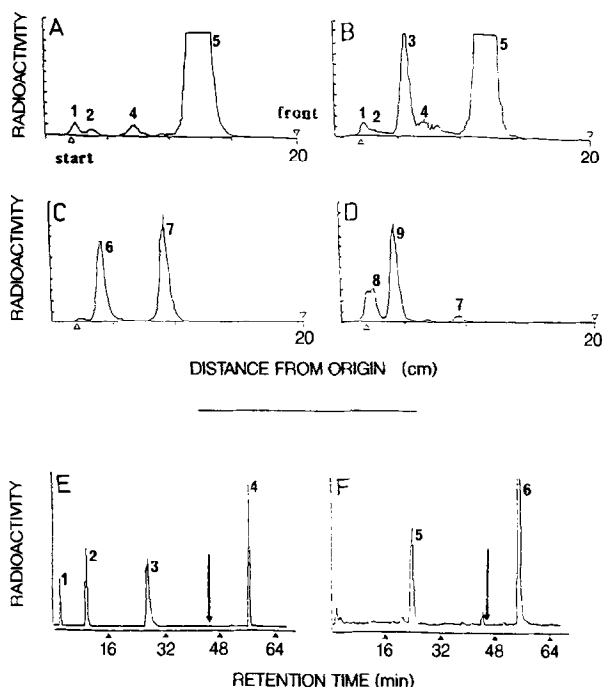 A
B
RADIOACTIVITY
1
2
4
5
start
front
20
1
2
3
4
5
20
C
D
RADIOACTIVITY
6
7
20
8
9
7
20
DISTANCE FROM ORIGIN (cm)
E
F
RADIOACTIVITY
1
2
3
4
5
6
16 32 48 64
16 32 48 64
RETENTION TIME (min)